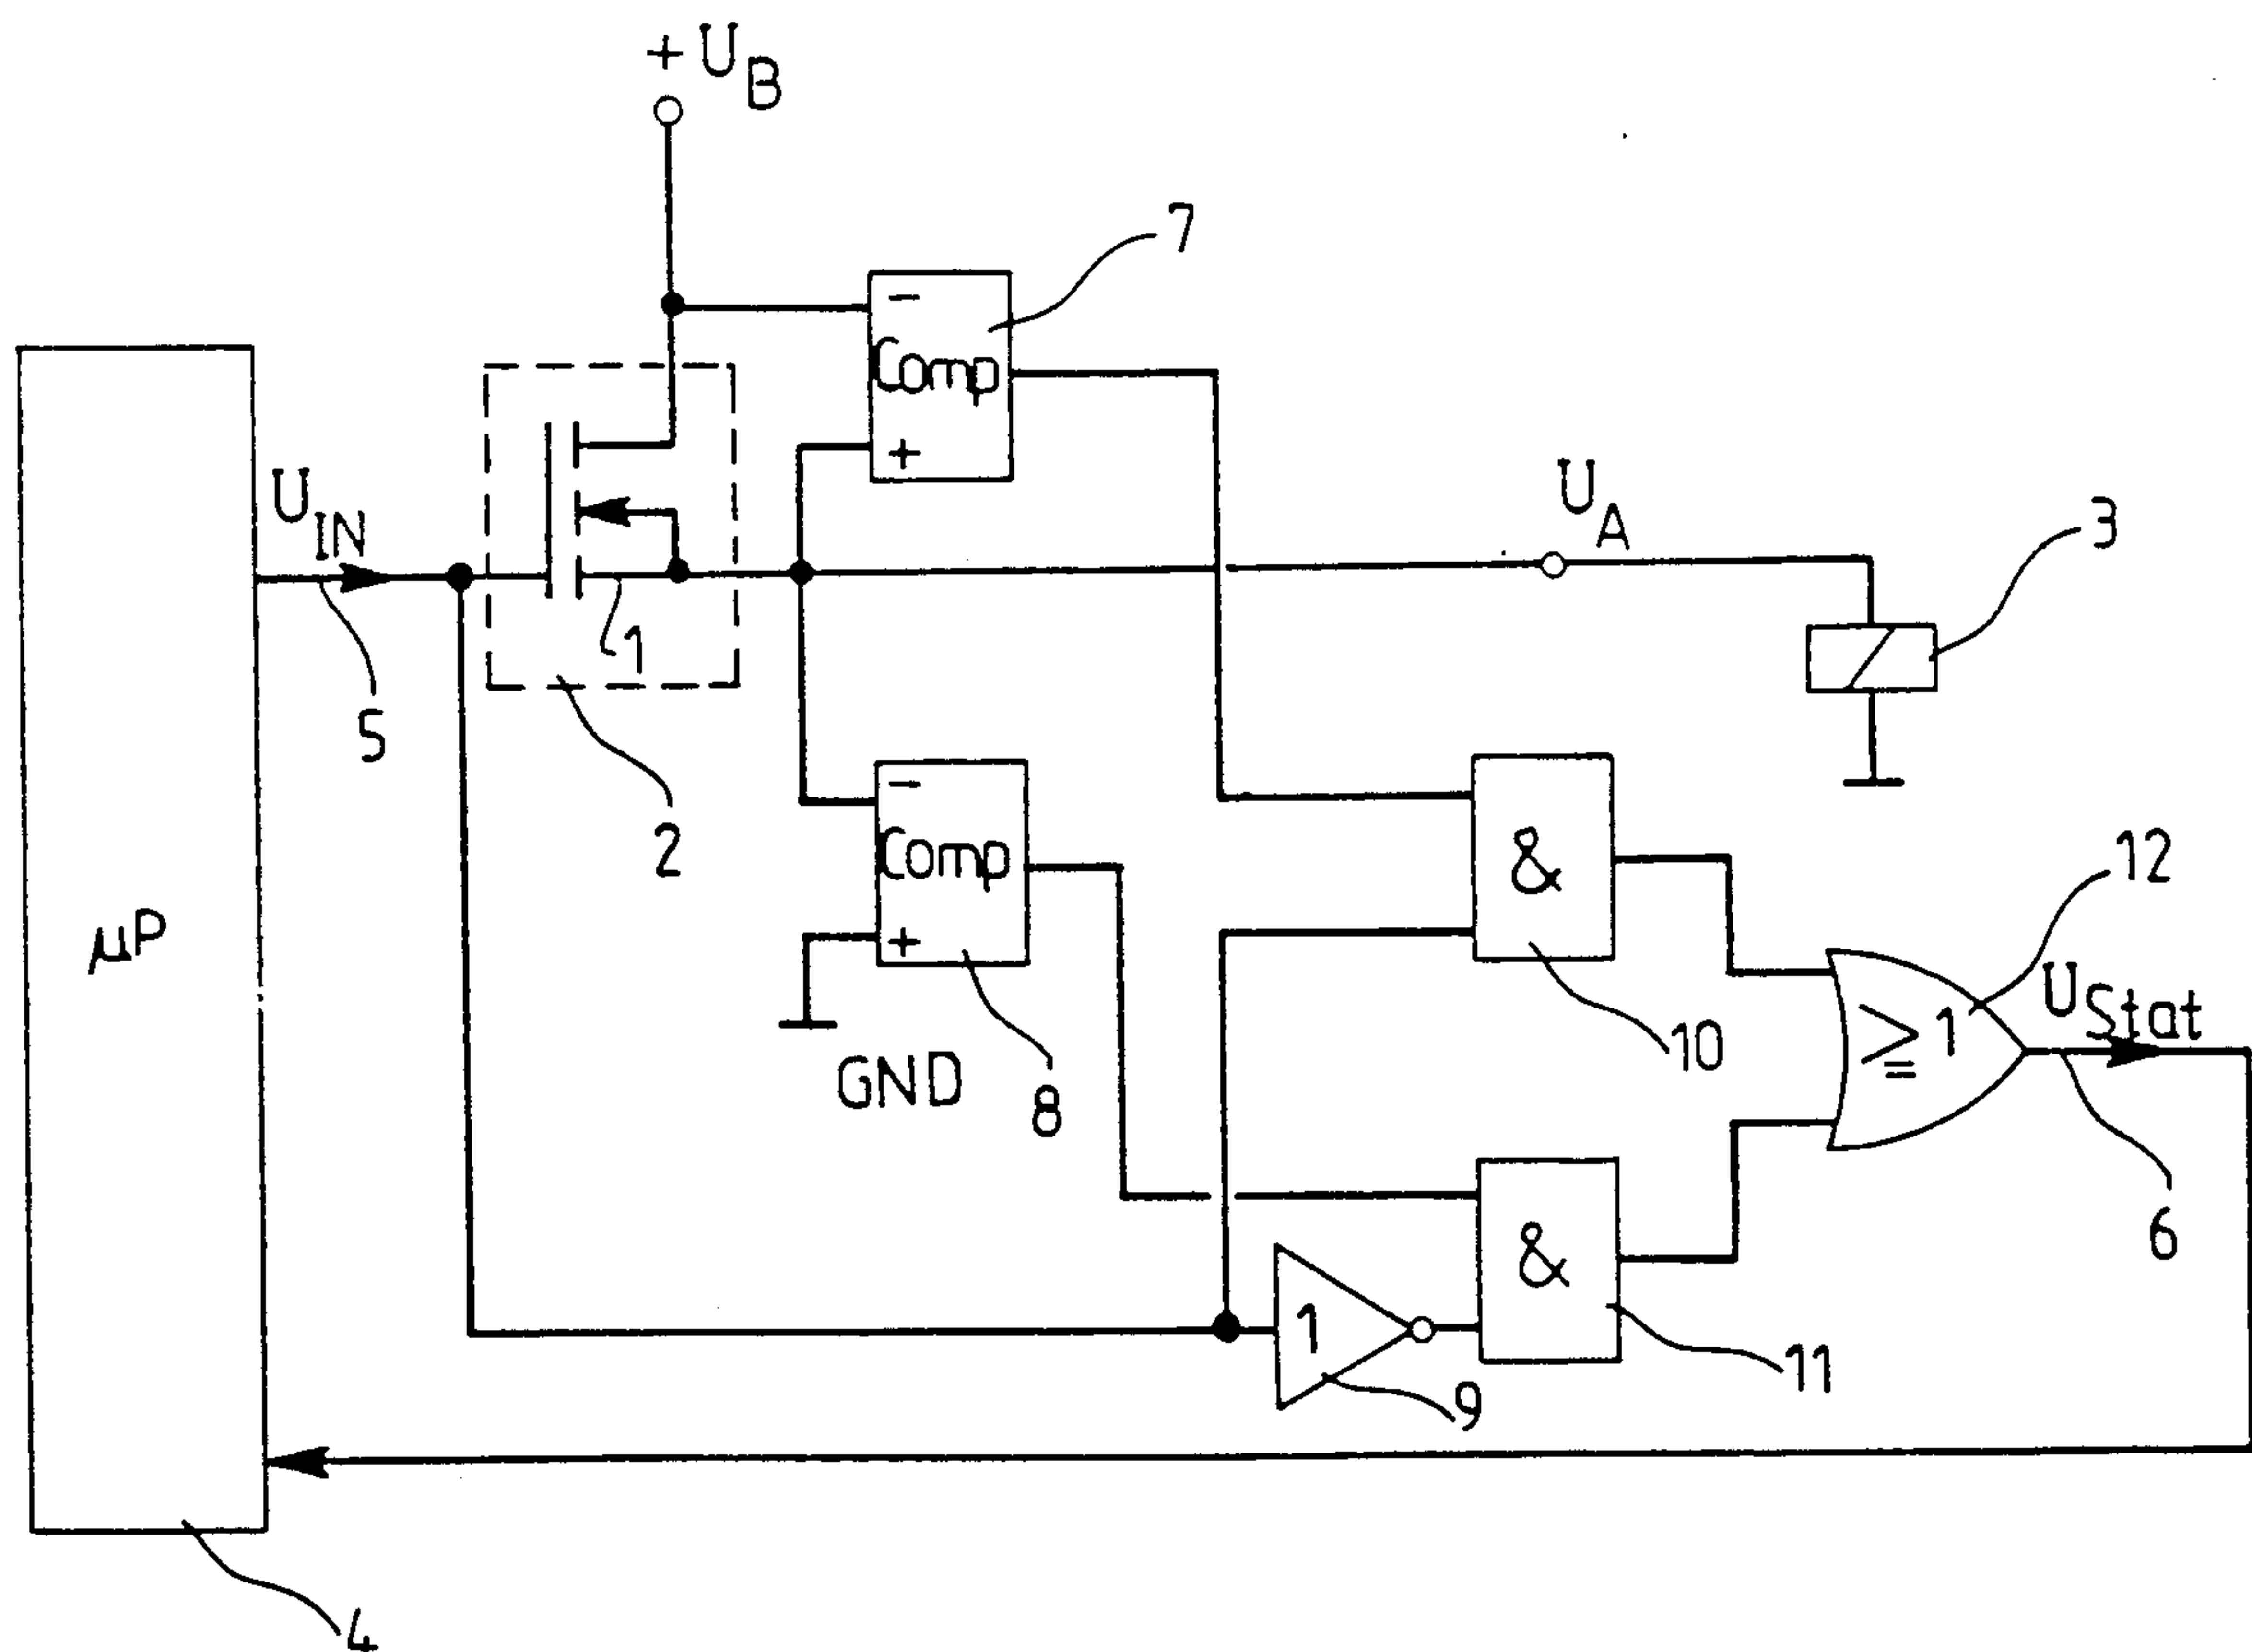 +U_B
7
-
Comp
+
U_IN
U_A
3
1
5
2
-
Comp
+
&
12
µP
U_Stat
10
≥1
GND
8
&
6
1
11
9
4